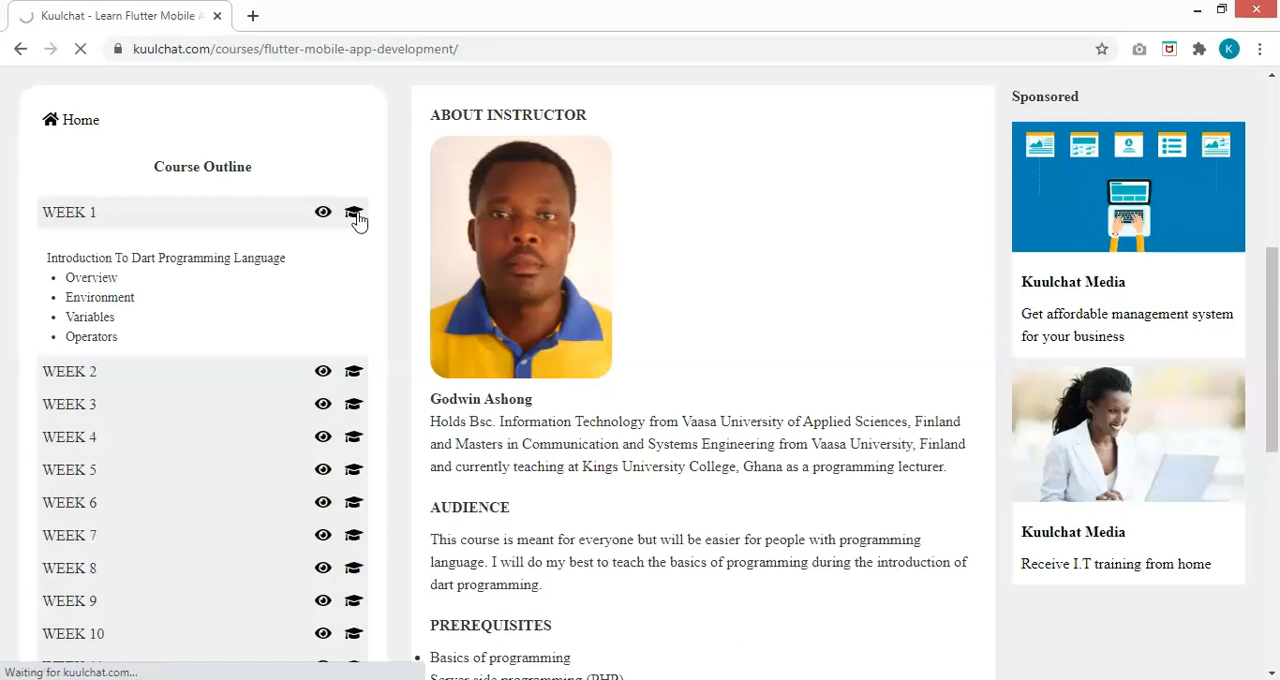 Kuulchat - Learn Flutter Mobile A
kuulchat.com/courses/flutter-mobile-app-development/
K
Home
Course Outline
WEEK 1
Introduction To Dart Programming Language
• Overview
• Environment
• Variables
• Operators
WEEK 2
WEEK 3
WEEK 4
WEEK 5
WEEK 6
WEEK 7
WEEK 8
WEEK 9
WEEK 10
Waiting for kuulchat.com...
ABOUT INSTRUCTOR
Godwin Ashong
Holds Bsc. Information Technology from Vaasa University of Applied Sciences, Finland
and Masters in Communication and Systems Engineering from Vaasa University, Finland
and currently teaching at Kings University College, Ghana as a programming lecturer.
AUDIENCE
This course is meant for everyone but will be easier for people with programming
language. I will do my best to teach the basics of programming during the introduction of
dart programming.
PREREQUISITES
• Basics of programming
Server side programming (PHP)
Sponsored
Kuulchat Media
Get affordable management system
for your business
Kuulchat Media
Receive I.T training from home